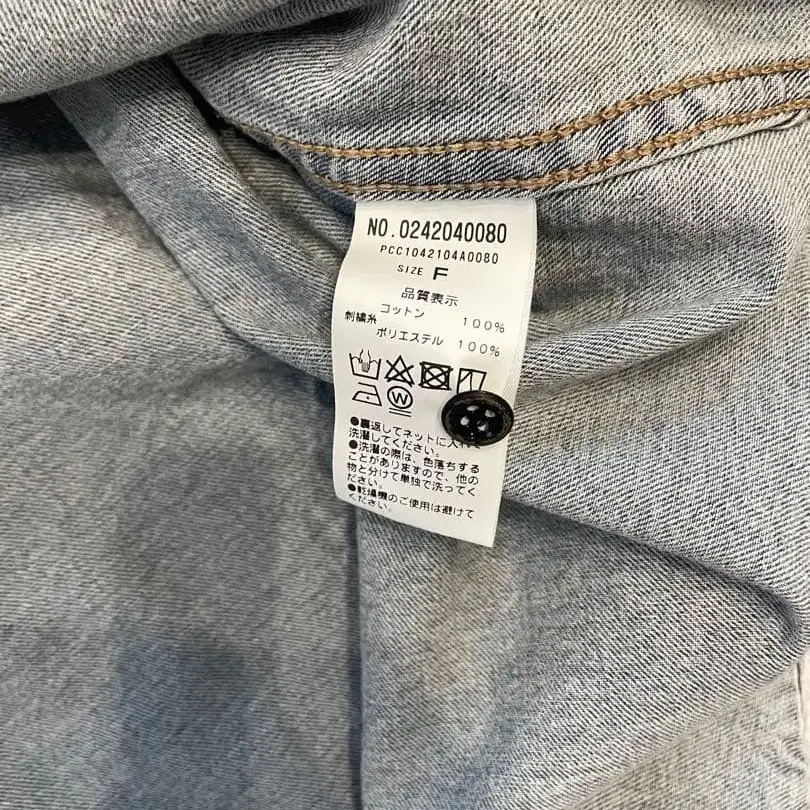 NO.0242040080
PCC1042104A0080
SIZE F
品質表示
コットン 100%
刺繍糸
ポリエステル 100%
W
●裏返してネットに入れて
洗濯してください。
●洗濯の際は、色落ちする
ことがありますので、他の
物と分けて単独で洗ってく
ださい。
●乾燥機のご使用は避けて
ください。